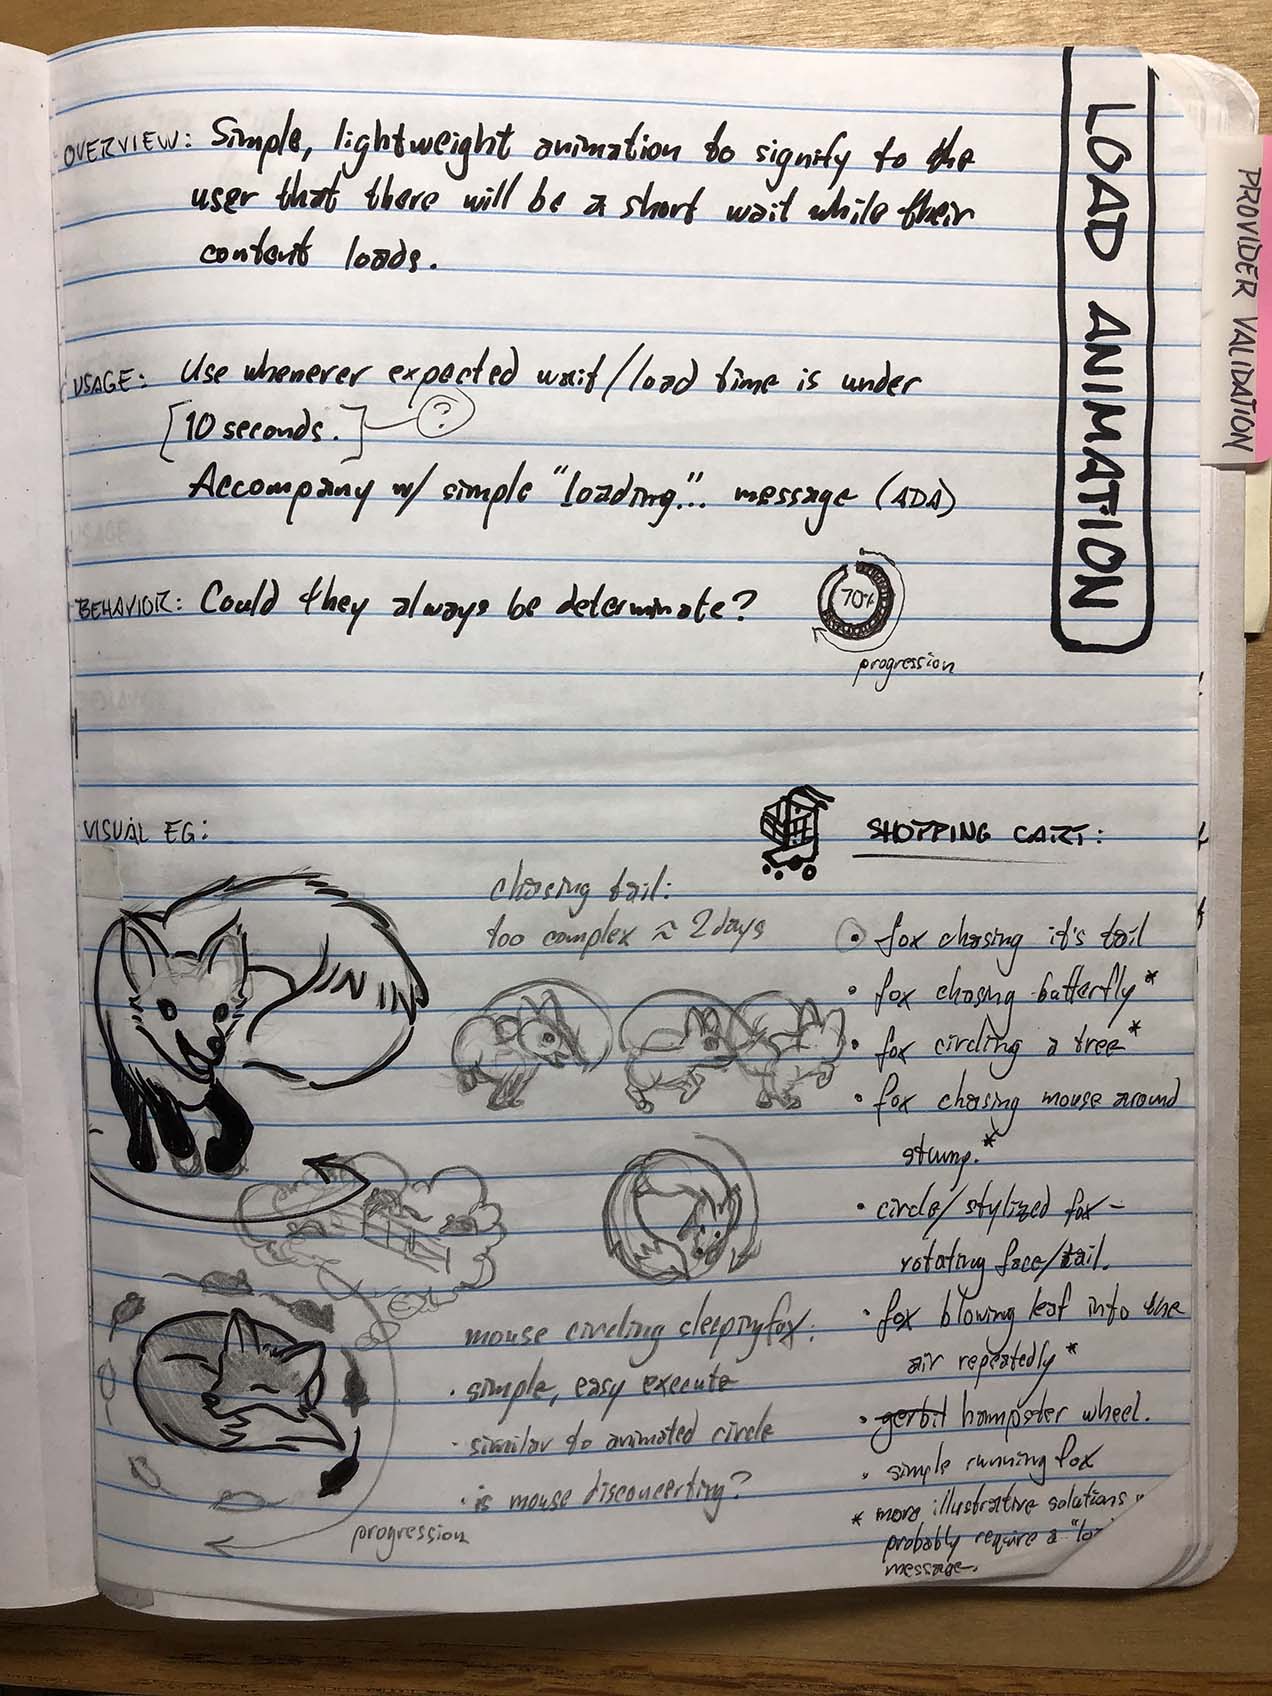 LOAD ANIMATION
PROVIDER VALIDATION
OVERVIEW: Simple, lightweight animation to signify to the
user that there will be a short wait while their
content loads.
USAGE: Use whenever expected wait/load time is under
[10 seconds.] ?
Accompany w/ simple "loading"... message (ADA)
BEHAVIOR: Could they always be determinate?
70%
progression
VISUAL EG:
chasing tail:
too complex ≈ 2 days
mouse circling sleeping fox:
· simple, easy execute
· similar to animated circle
· is mouse disconcerting?
progression
SHOPPING CART:
• fox chasing it's tail
• fox chasing butterfly*
• fox circling a tree*
• fox chasing mouse around
stump.*
• circle/stylized fox –
rotating face/tail.
• fox blowing leaf into the
air repeatedly*
• gerbil hampster wheel.
• simple running fox
* more illustrative solutions
probably require a
message.